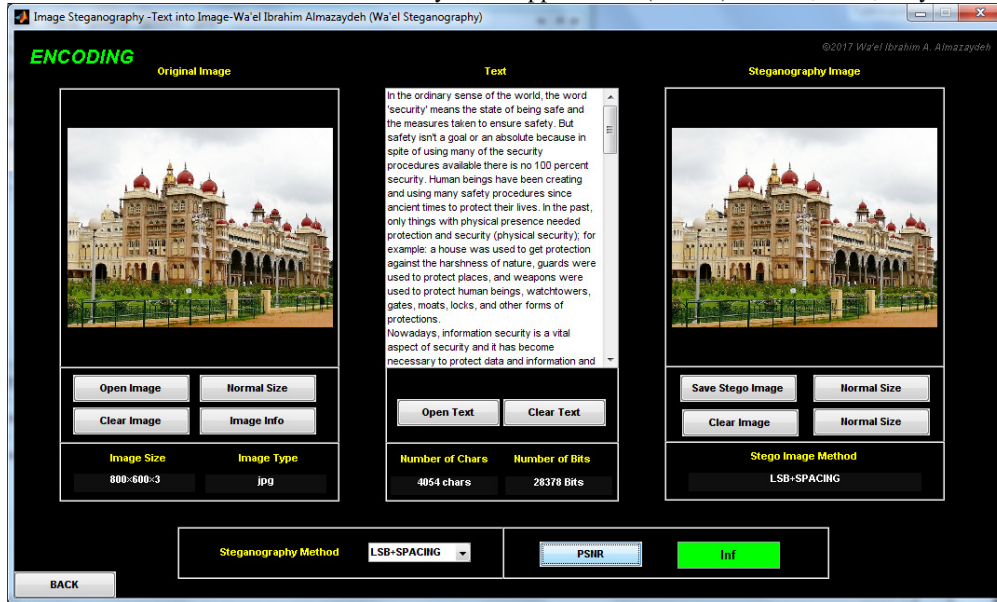 Image Steganography -Text into Image-Wa'el Ibrahim Almazaydeh (Wa'el Steganography)
ENCODING
©2017 Wa'el Ibrahim A. Almazaydeh
Original Image
Text
Steganography Image
In the ordinary sense of the world, the word
'security' means the state of being safe and
the measures taken to ensure safety. But
safety isn't a goal or an absolute because in
spite of using many of the security
procedures available there is no 100 percent
security. Human beings have been creating
and using many safety procedures since
ancient times to protect their lives. In the past,
only things with physical presence needed
protection and security (physical security); for
example: a house was used to get protection
against the harshness of nature, guards were
used to protect places, and weapons were
used to protect human beings, watchtowers,
gates, moats, locks, and other forms of
protections.
Nowadays, information security is a vital
aspect of security and it has become
necessary to protect data and information and
Open Image
Normal Size
Clear Image
Image Info
Open Text
Clear Text
Save Stego Image
Normal Size
Clear Image
Normal Size
Image Size
Image Type
800×600×3
jpg
Number of Chars
Number of Bits
4054 chars
28378 Bits
Stego Image Method
LSB+SPACING
Steganography Method
LSB+SPACING
PSNR
Inf
BACK